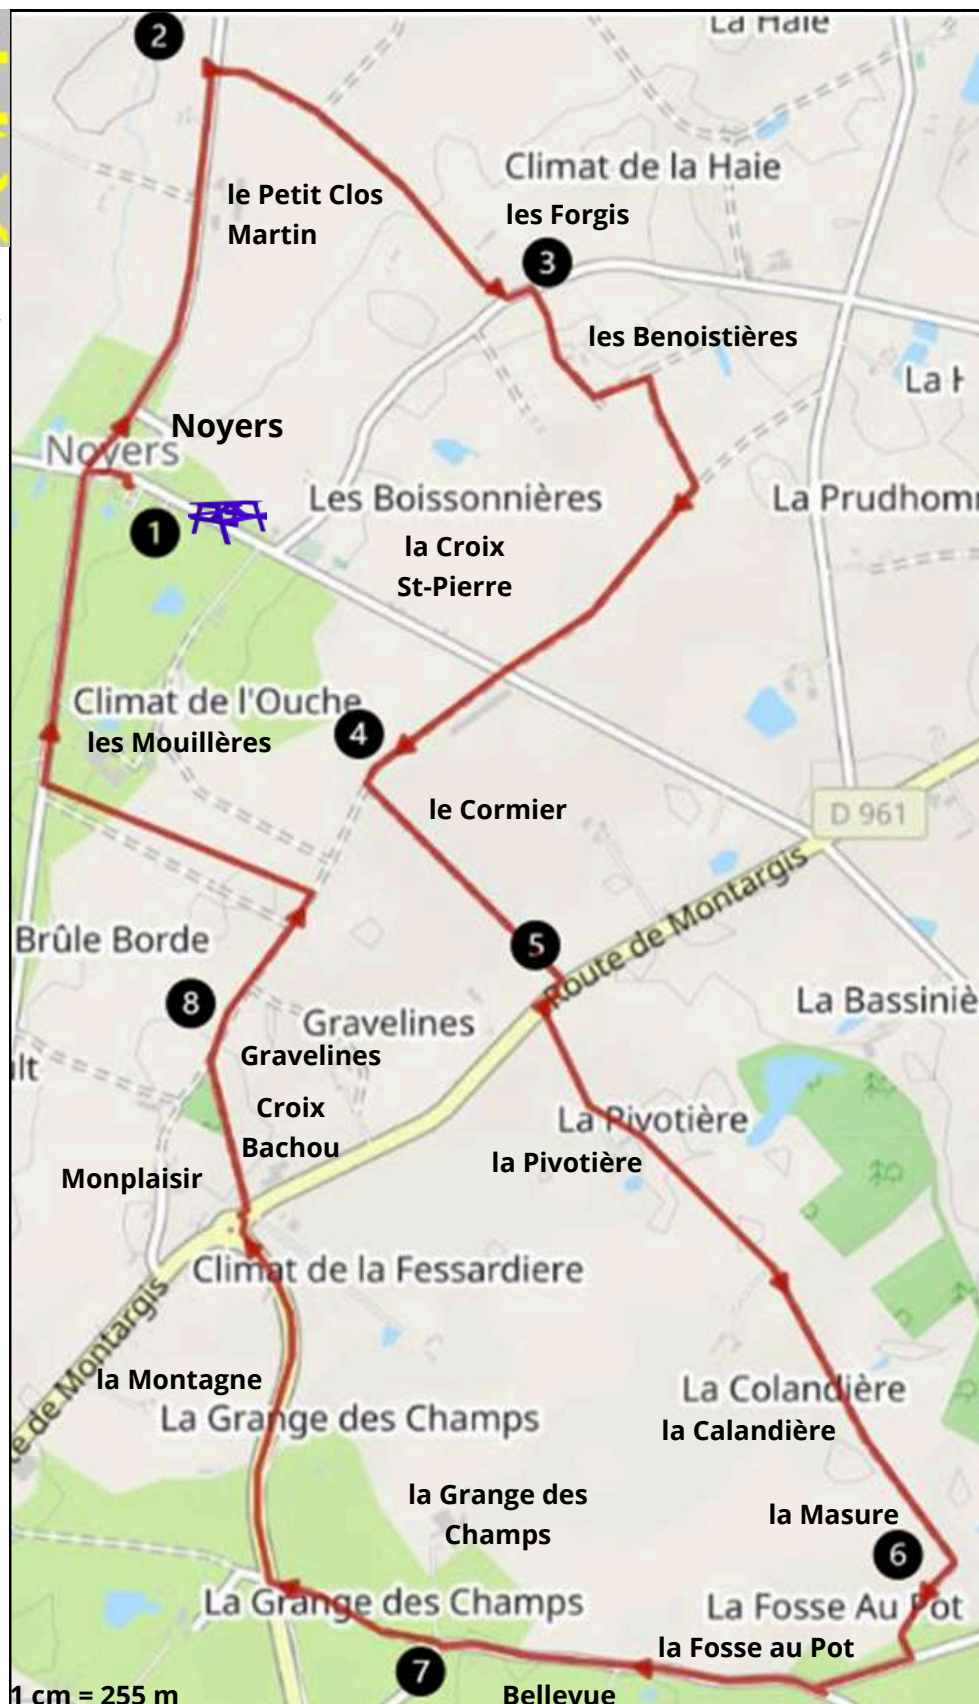 La Haie
2
Climat de la Haie
le Petit Clos
Martin
les Forgis
3
les Benoistières
Noyers
Noyers
Les Boissonnières
La Prudhom
1
la Croix
St-Pierre
Climat de l'Ouche
les Mouillères
4
le Cormier
D 961
Route de Montargis
Brûle Borde
5
8
Gravelines
La Bassiniè
Gravelines
Croix
Bachou
La Pivotière
la Pivotière
Monplaisir
Climat de la Fessardiere
te de Montargis
la Montagne
La Grange des Champs
La Colandière
la Calandière
la Grange des
Champs
la Masure
6
La Grange des Champs
La Fosse Au Pot
la Fosse au Pot
7
1 cm = 255 m
Bellevue